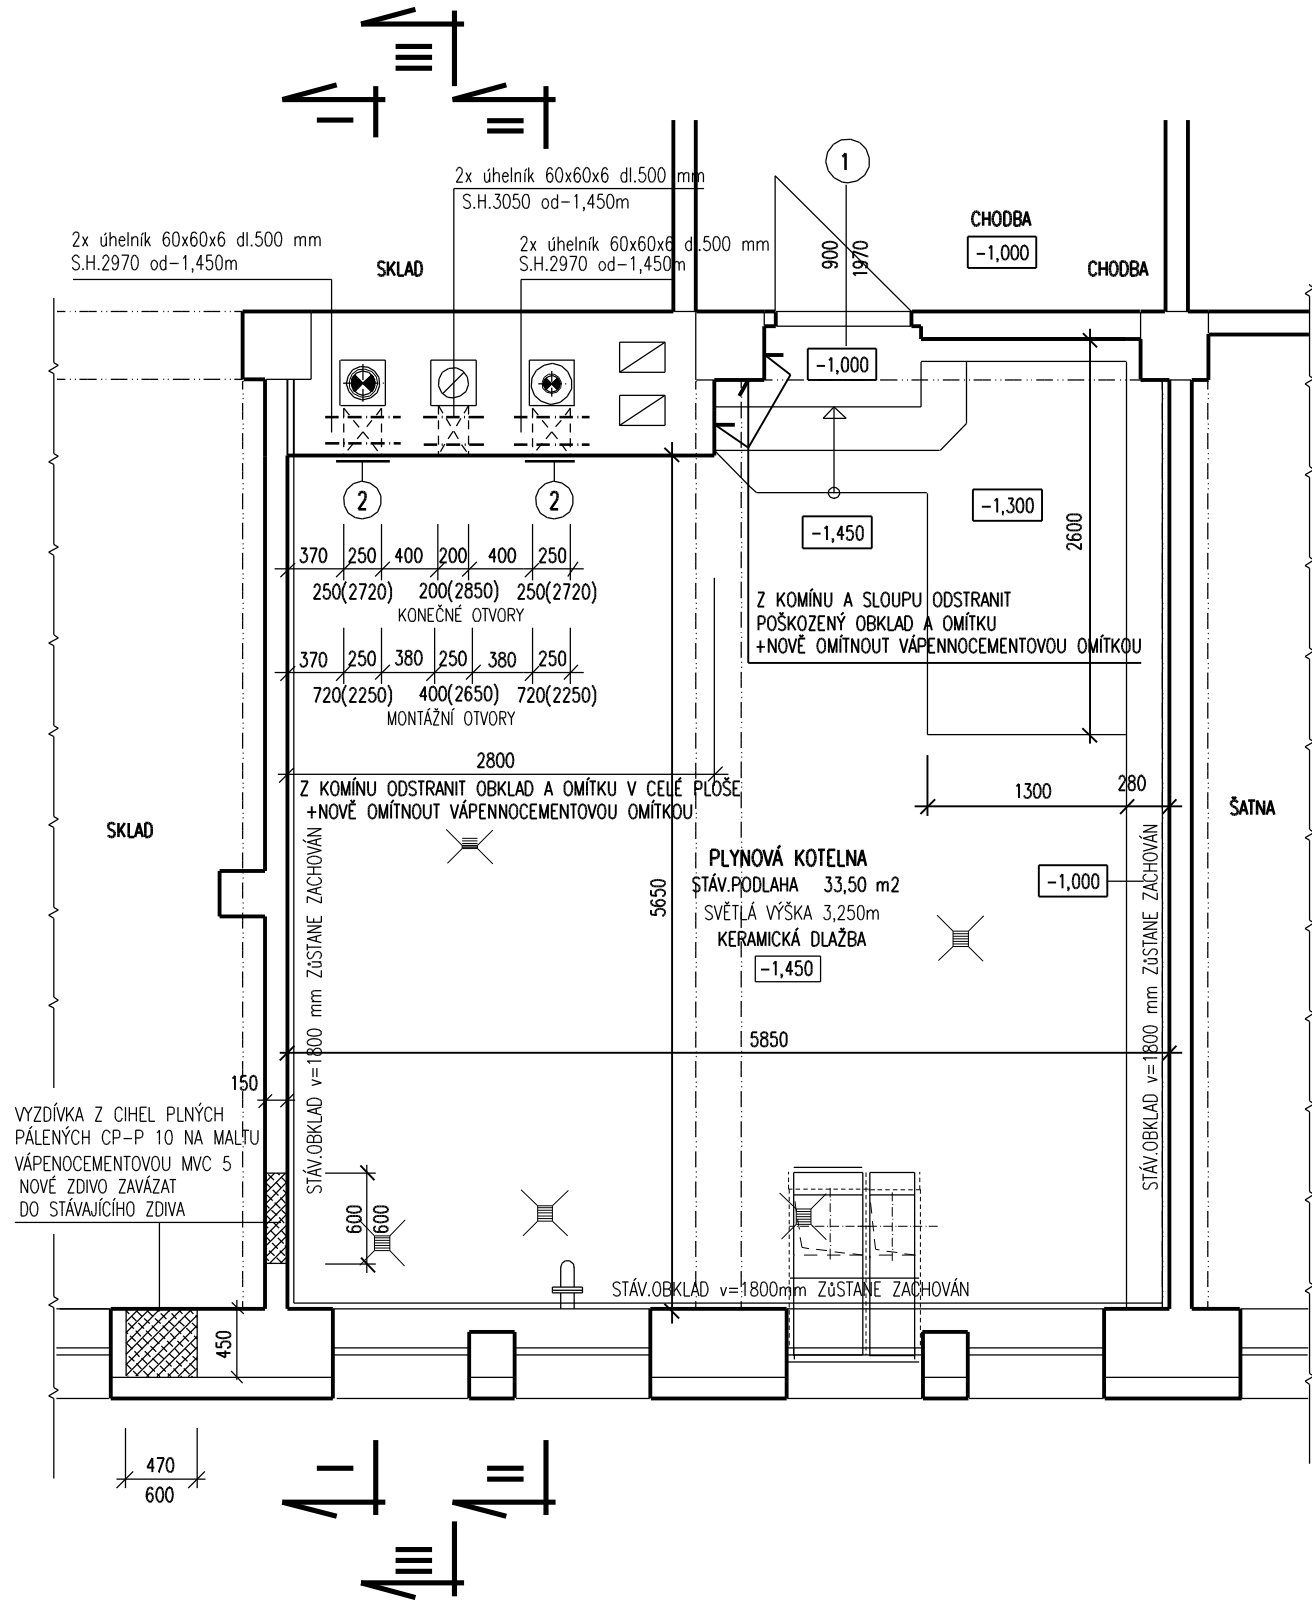 III
I
II
1
2x úhelník 60x60x6 dl.500 mm
S.H.3050 od-1,450m
2x úhelník 60x60x6 dl.500 mm
S.H.2970 od-1,450m
2x úhelník 60x60x6 dl.500 mm
S.H.2970 od-1,450m
SKLAD
900
1970
CHODBA
-1,000
CHODBA
-1,000
2
2
-1,300
-1,450
2600
370 250 400 200 400 250
250(2720) 200(2850) 250(2720)
KONEČNÉ OTVORY
370 250 380 250 380 250
720(2250) 400(2650) 720(2250)
MONTÁŽNÍ OTVORY
Z KOMÍNU A SLOUPU ODSTRANIT
POŠKOZENÝ OBKLAD A OMÍTKU
+NOVĚ OMÍTNOUT VÁPENNOCEMENTOVOU OMÍTKOU
2800
Z KOMÍNU ODSTRANIT OBKLAD A OMÍTKU V CELÉ PLOŠE
+NOVĚ OMÍTNOUT VÁPENNOCEMENTOVOU OMÍTKOU
1300
280
SKLAD
ŠATNA
STÁV.OBKLAD v=1800 mm ZůSTANE ZACHOVÁN
5650
PLYNOVÁ KOTELNA
STÁV.PODLAHA 33,50 m2
SVĚTLÁ VÝŠKA 3,250m
KERAMICKÁ DLAŽBA
-1,450
-1,000
STÁV.OBKLAD v=1800 mm ZůSTANE ZACHOVÁN
5850
150
VYZDÍVKA Z CIHEL PLNÝCH
PÁLENÝCH CP-P 10 NA MALTU
VÁPENOCEMENTOVOU MVC 5
NOVÉ ZDIVO ZAVÁZAT
DO STÁVAJÍCÍHO ZDIVA
600
600
STÁV.OBKLAD v=1800mm ZůSTANE ZACHOVÁN
450
470
600
I
II
III